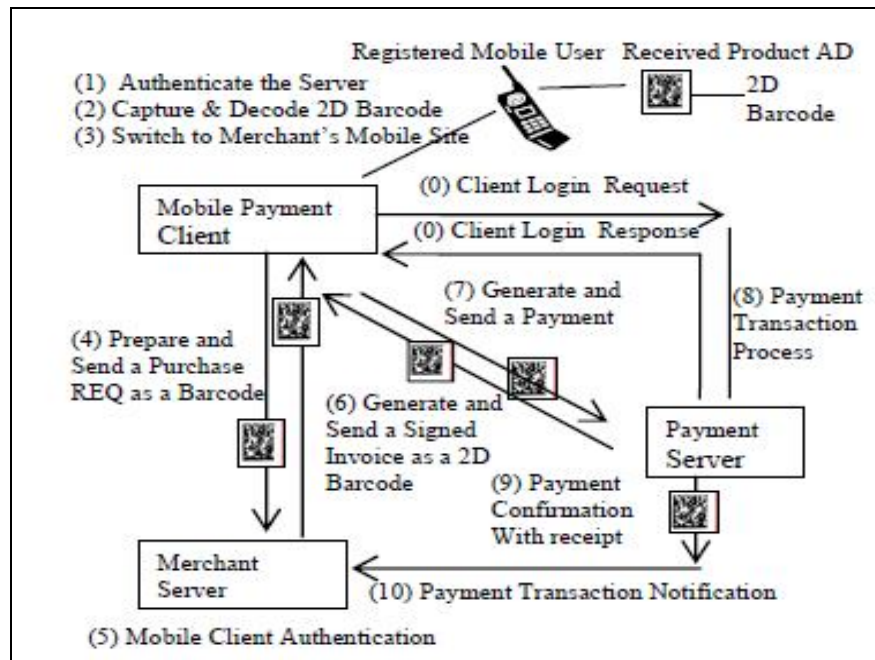 Registered Mobile User
Received Product AD
(1) Authenticate the Server
(2) Capture & Decode 2D Barcode
(3) Switch to Merchant's Mobile Site
2D
Barcode
(0) Client Login Request
Mobile Payment
Client
(0) Client Login Response
(7) Generate and
Send a Payment
(8) Payment
Transaction
Process
(4) Prepare and
Send a Purchase
REQ as a Barcode
(6) Generate and
Send a Signed
Invoice as a 2D
Barcode
Payment
Server
(9) Payment
Confirmation
With receipt
Merchant
Server
(10) Payment Transaction Notification
(5) Mobile Client Authentication